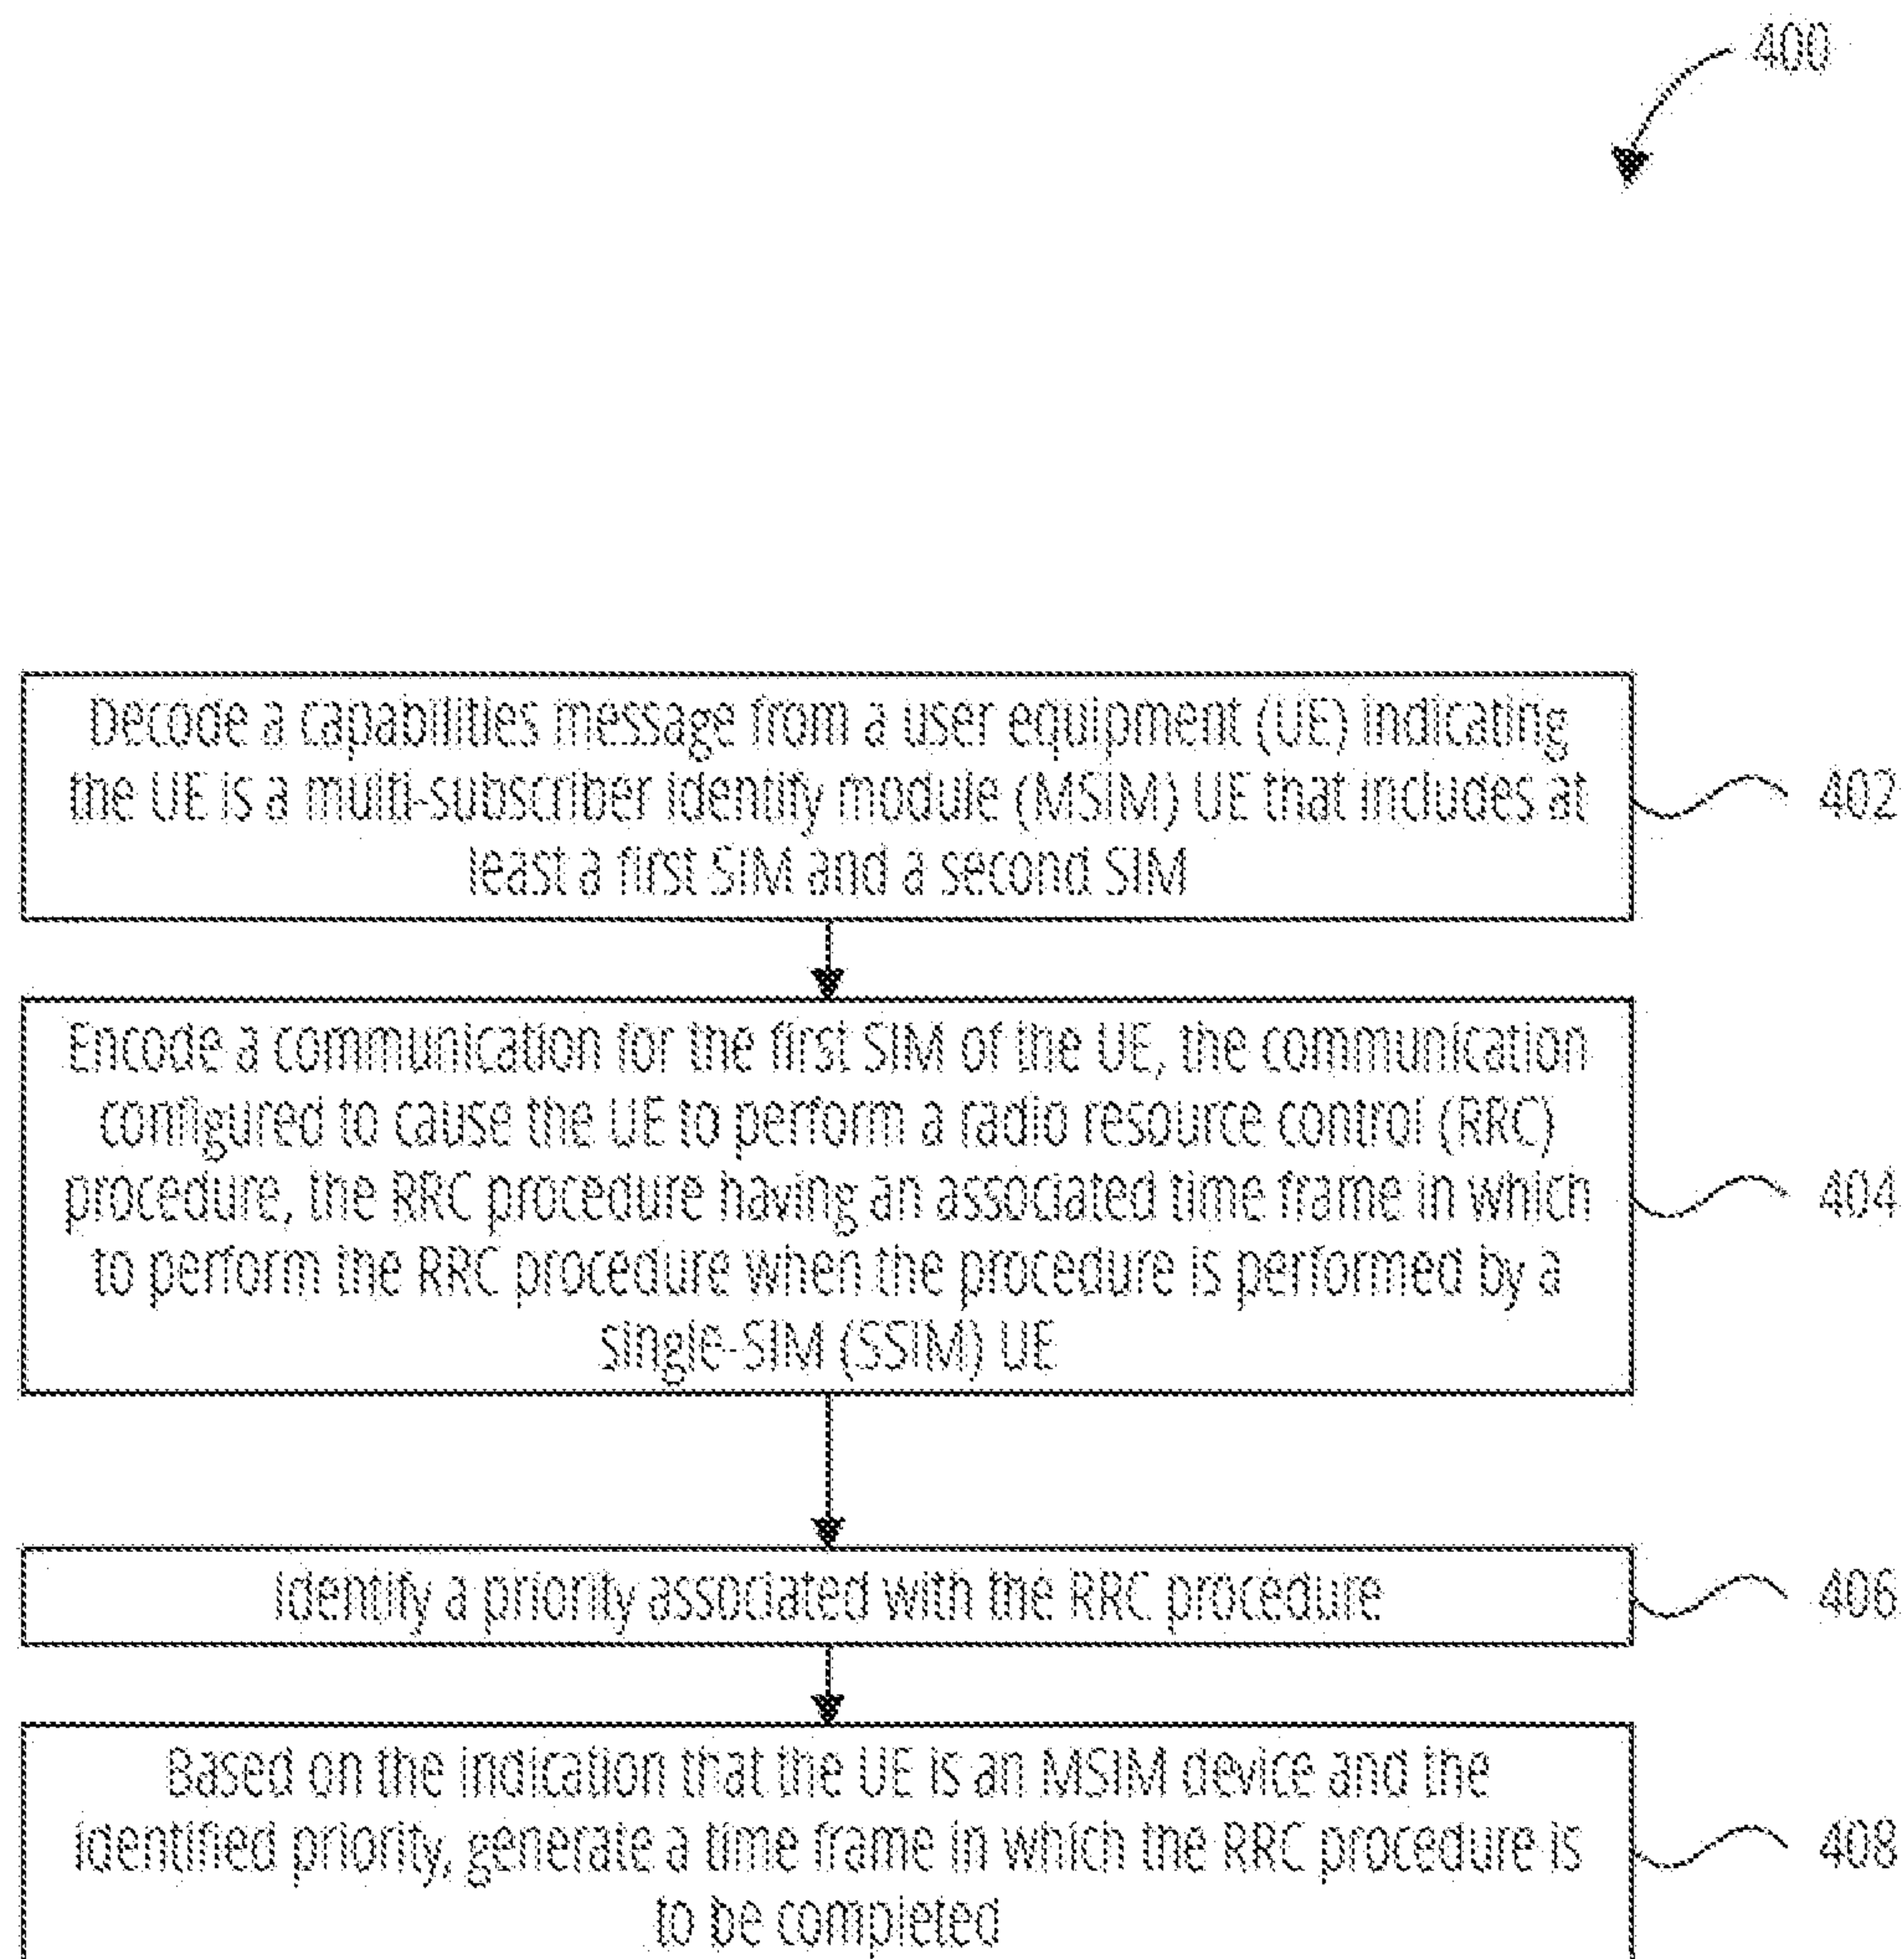 400
Decode a capabilities message from a user equipment (UE) indicating
the UE is a multi-subscriber identify module (MSIM) UE that includes at
least a first SIM and a second SIM
402
Encode a communication for the first SIM of the UE, the communication
configured to cause the UE to perform a radio resource control (RRC)
procedure, the RRC procedure having an associated time frame in which
to perform the RRC procedure when the procedure is performed by a
single-SIM (SSIM) UE
404
Identify a priority associated with the RRC procedure
406
Based on the indication that the UE is an MSIM device and the
identified priority, generate a time frame in which the RRC procedure is
to be completed
408